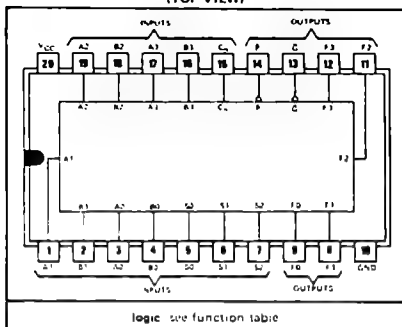 (TOP VIEW)
INPUTS OUTPUTS
VCC A2 B2 A3 B3 Cn P G F3 F2
20 19 18 17 16 15 14 13 12 11
A2 B2 A3 B3 Cn P G F3
A1 F2
B1 A0 B0 S0 S1 S2 F0 F1
1 2 3 4 5 6 7 10
A1 B1 A0 B0 S0 S1 S2 F0 F1 GND
INPUTS OUTPUTS
logic see function table